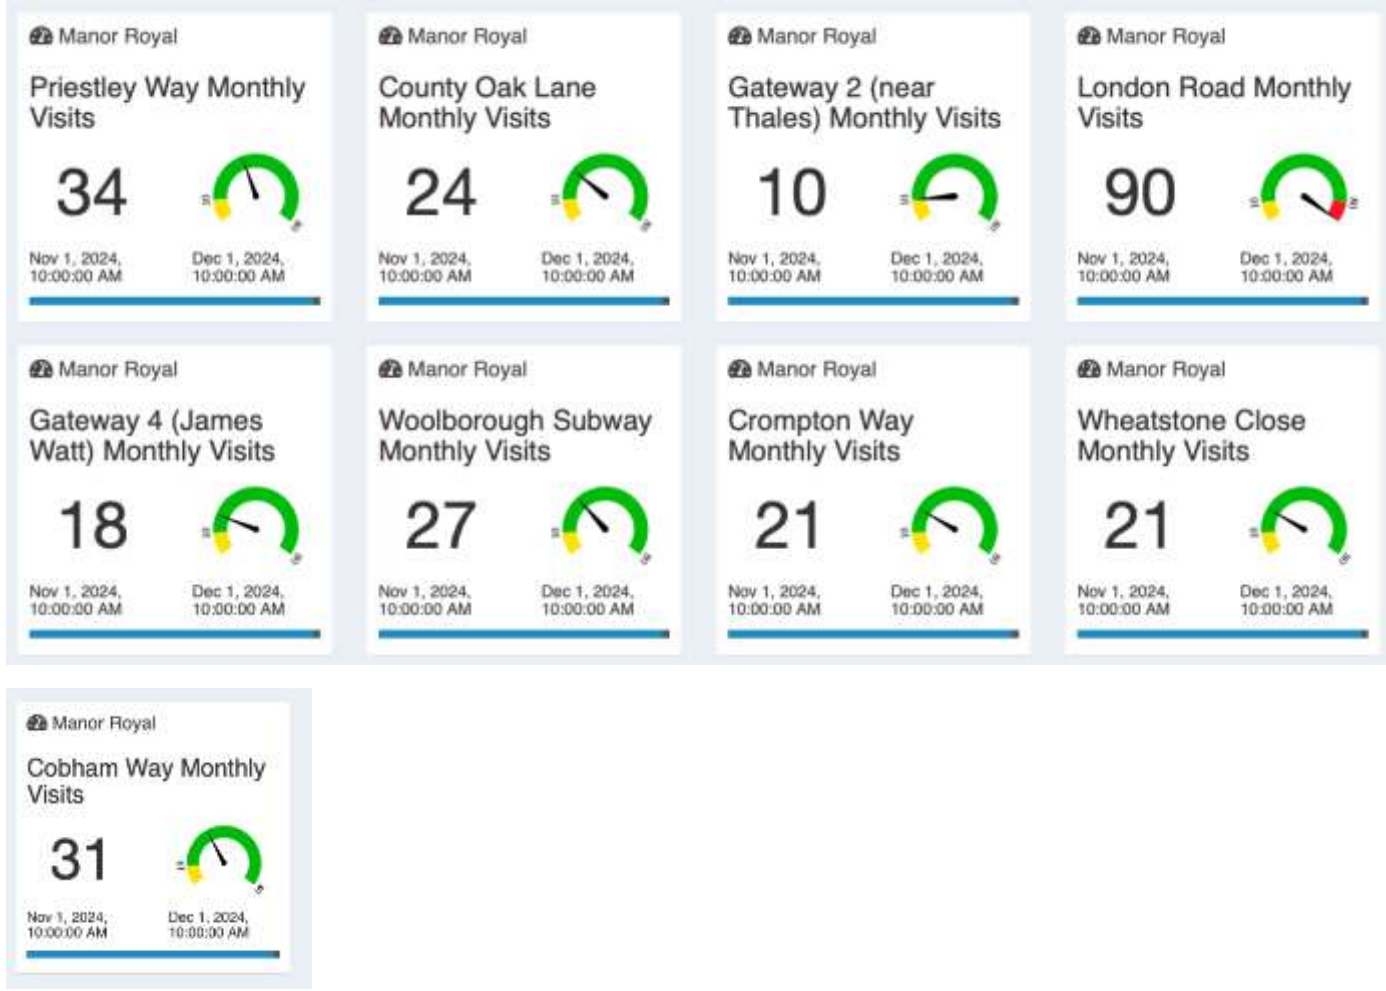 Manor Royal
Priestley Way Monthly
Visits
34
Nov 1, 2024,
10:00:00 AM
Dec 1, 2024,
10:00:00 AM
Manor Royal
County Oak Lane
Monthly Visits
24
Nov 1, 2024,
10:00:00 AM
Dec 1, 2024,
10:00:00 AM
Manor Royal
Gateway 2 (near
Thales) Monthly Visits
10
Nov 1, 2024,
10:00:00 AM
Dec 1, 2024,
10:00:00 AM
Manor Royal
London Road Monthly
Visits
90
Nov 1, 2024,
10:00:00 AM
Dec 1, 2024,
10:00:00 AM
Manor Royal
Gateway 4 (James
Watt) Monthly Visits
18
Nov 1, 2024,
10:00:00 AM
Dec 1, 2024,
10:00:00 AM
Manor Royal
Woolborough Subway
Monthly Visits
27
Nov 1, 2024,
10:00:00 AM
Dec 1, 2024,
10:00:00 AM
Manor Royal
Crompton Way
Monthly Visits
21
Nov 1, 2024,
10:00:00 AM
Dec 1, 2024,
10:00:00 AM
Manor Royal
Wheatstone Close
Monthly Visits
21
Nov 1, 2024,
10:00:00 AM
Dec 1, 2024,
10:00:00 AM
Manor Royal
Cobham Way Monthly
Visits
31
Nov 1, 2024,
10:00:00 AM
Dec 1, 2024,
10:00:00 AM